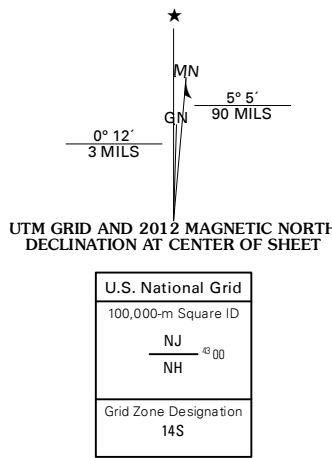 ★
MN
GN
5° 5´
90 MILS
0° 12´
3 MILS
UTM GRID AND 2012 MAGNETIC NORTH
DECLINATION AT CENTER OF SHEET
U.S. National Grid
100,000-m Square ID
NJ
43 00
NH
Grid Zone Designation
14S